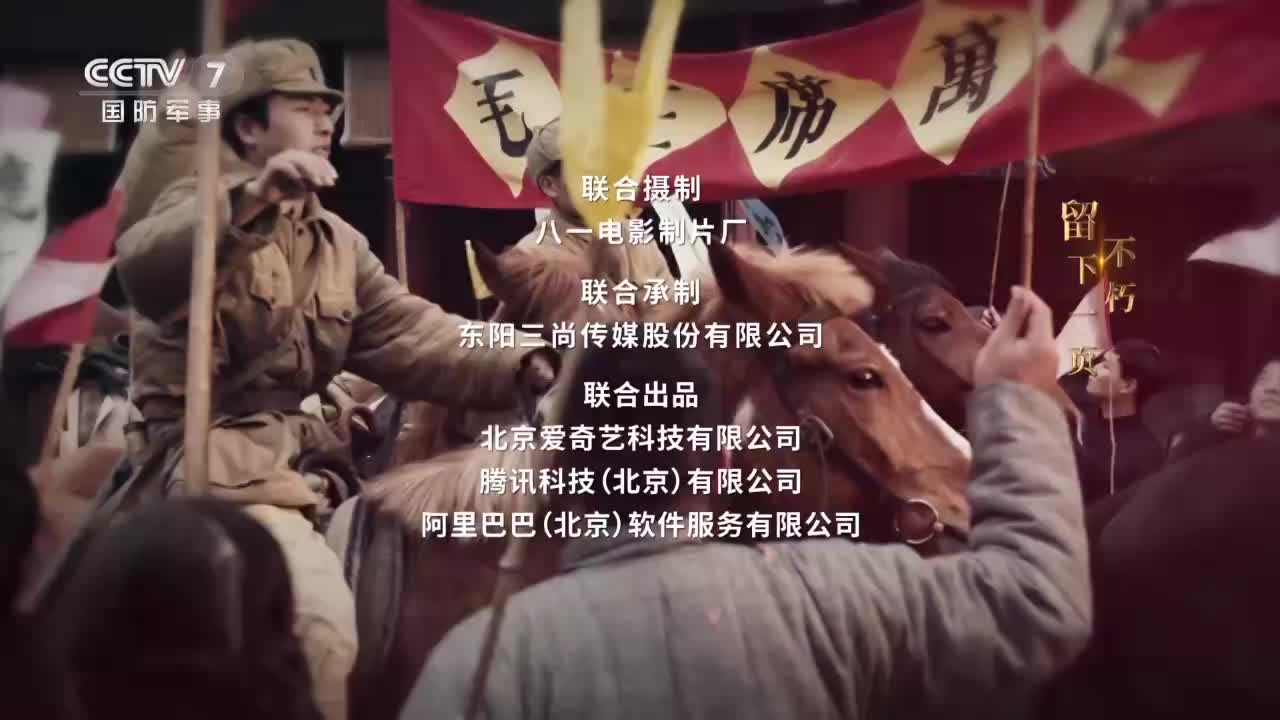 CCTV 7
国防军事
毛主席萬
联合摄制
八一电影制片厂
联合承制
东阳三尚传媒股份有限公司
联合出品
北京爱奇艺科技有限公司
腾讯科技(北京)有限公司
阿里巴巴(北京)软件服务有限公司
留下一页
不朽